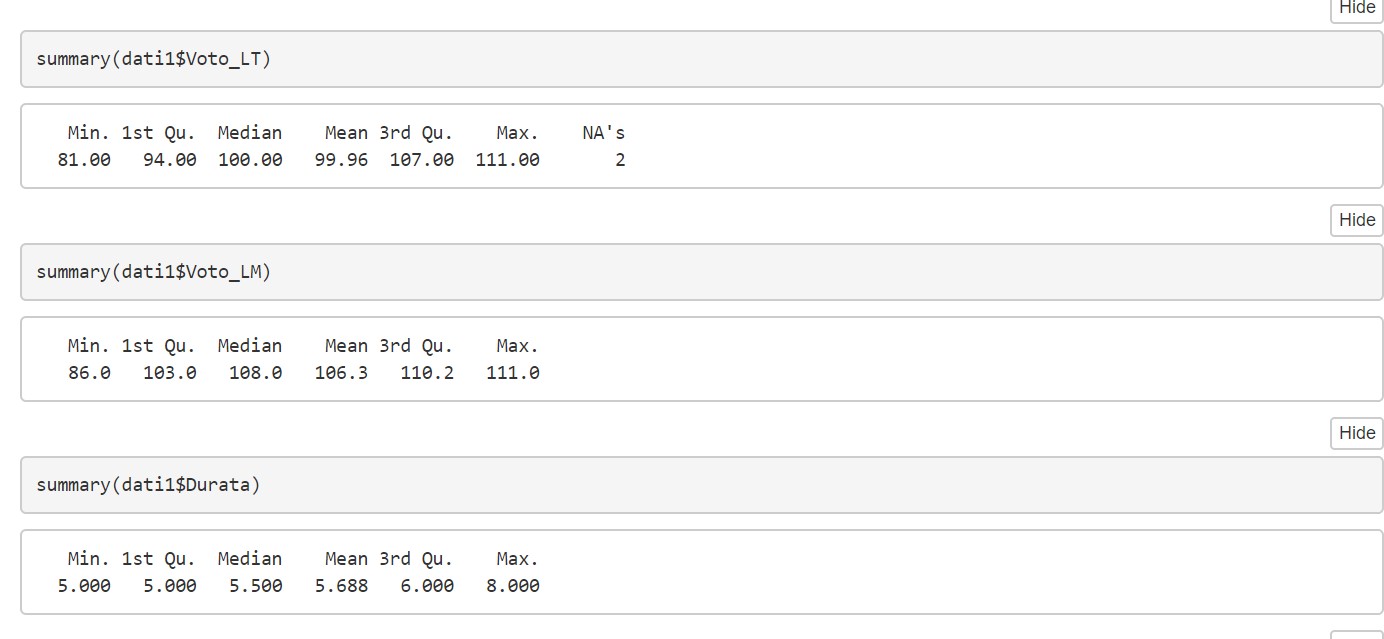 Hide
summary(dati1$Voto_LT)
Min. 1st Qu. Median Mean 3rd Qu. Max. NA's
81.00 94.00 100.00 99.96 107.00 111.00 2
Hide
summary(dati1$Voto_LM)
Min. 1st Qu. Median Mean 3rd Qu. Max.
86.0 103.0 108.0 106.3 110.2 111.0
Hide
summary(dati1$Durata)
Min. 1st Qu. Median Mean 3rd Qu. Max.
5.000 5.000 5.500 5.688 6.000 8.000